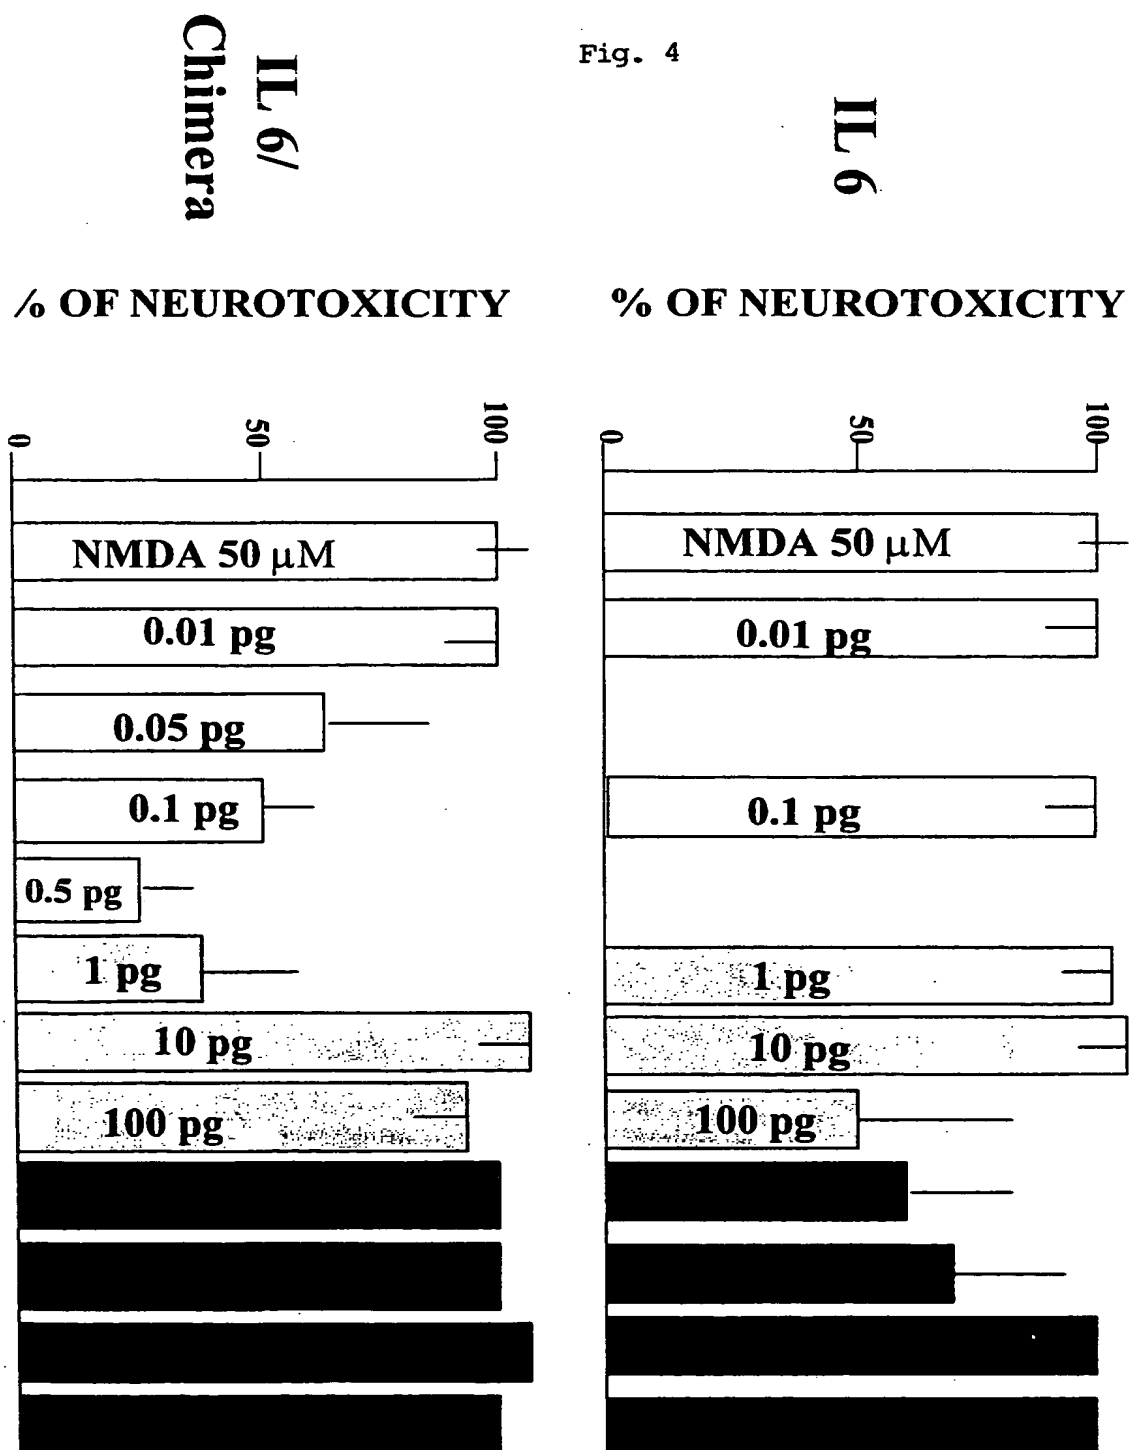 Fig. 4
IL 6
% OF NEUROTOXICITY
100
50
0
NMDA 50 µM
0.01 pg
0.1 pg
1 pg
10 pg
100 pg
IL 6/
Chimera
% OF NEUROTOXICITY
100
50
0
NMDA 50 µM
0.01 pg
0.05 pg
0.1 pg
0.5 pg
1 pg
10 pg
100 pg